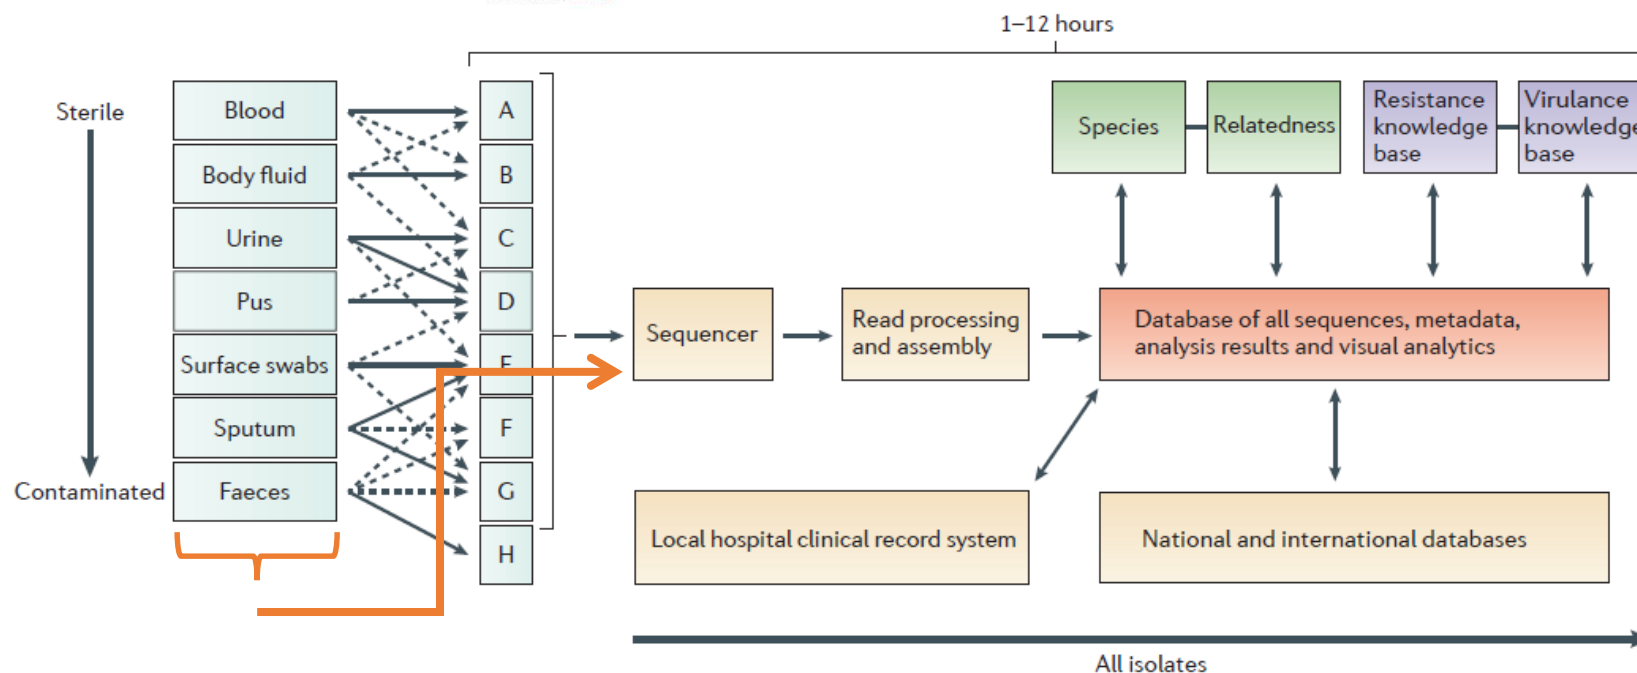 1–12 hours
Sterile
Contaminated
Blood
Body fluid
Urine
Pus
Surface swabs
Sputum
Faeces
A
B
C
D
E
F
G
H
Sequencer
Read processing
and assembly
Species
Relatedness
Resistance
knowledge
base
Virulance
knowledge
base
Database of all sequences, metadata,
analysis results and visual analytics
Local hospital clinical record system
National and international databases
All isolates